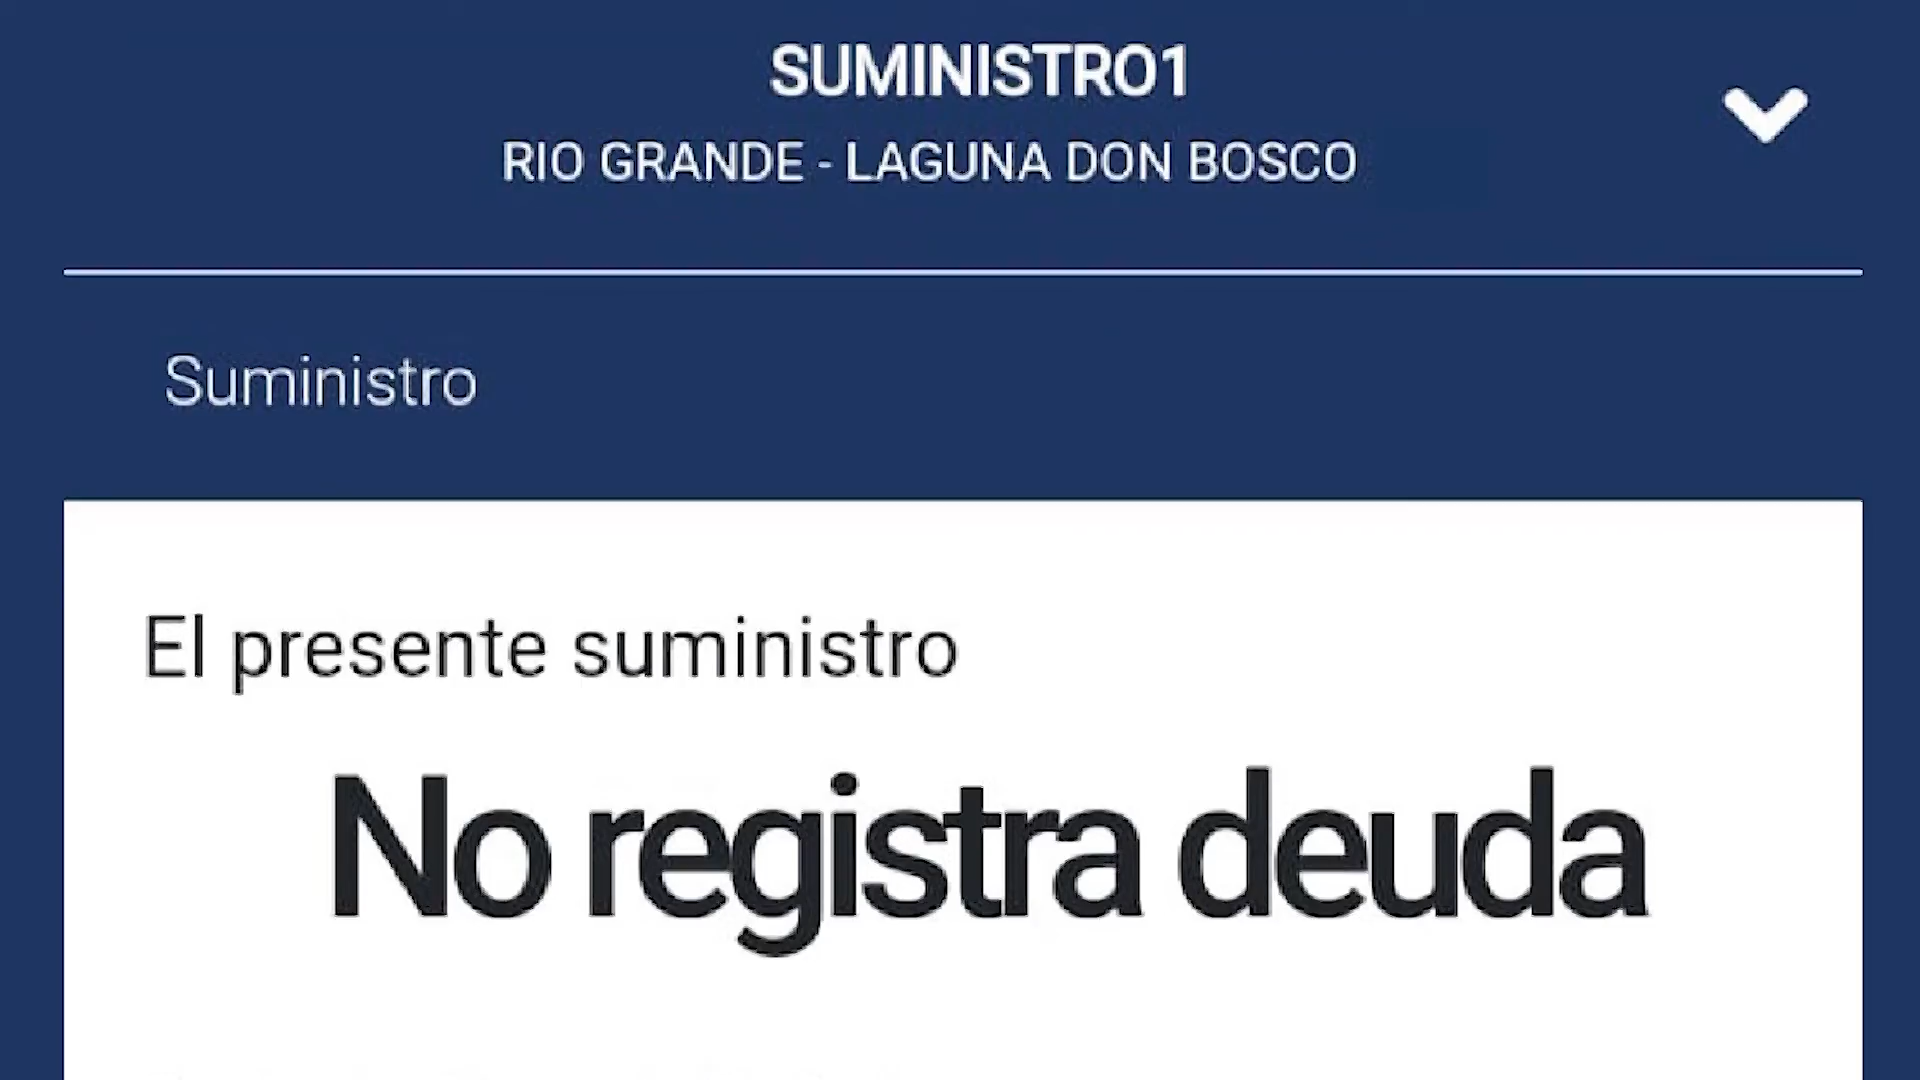 SUMINISTRO1
RIO GRANDE - LAGUNA DON BOSCO
Suministro
El presente suministro
No registra deuda